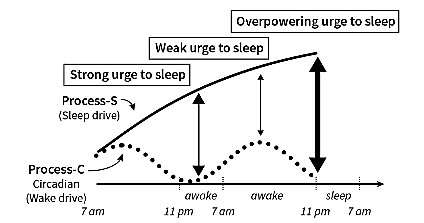 Overpowering urge to sleep
Weak urge to sleep
Strong urge to sleep
Process-S
(Sleep drive)
Process-C
Circadian
(Wake drive)
awoke
awake
sleep
7 am
11 pm
7 am
11 pm
7 am